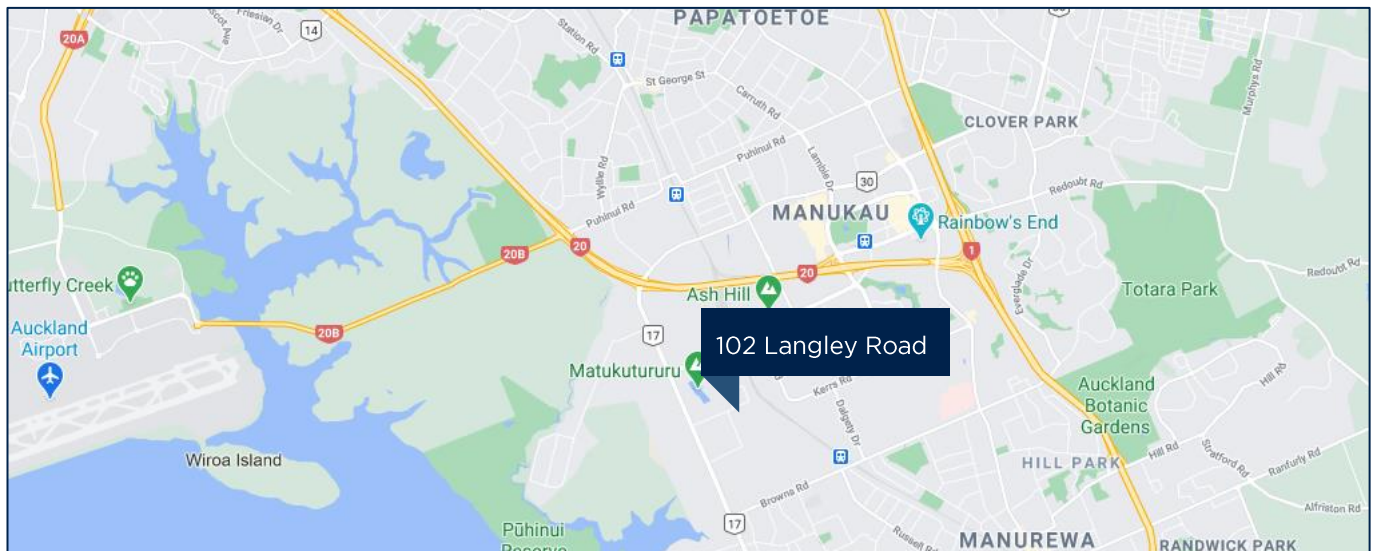 PAPATOETOE
20A
Friesian Dr
14
Station Rd
St George St
Carruth Rd
Murphys Rd
CLOVER PARK
Puhinui Rd
Lambie Dr
Wyllie Rd
30
Redoubt Rd
MANUKAU
Rainbow's End
Puhinui Rd
20
20B
1
20
Everglade Dr
Redoubt Rd
utterfly Creek
Ash Hill
Totara Park
Auckland
Airport
20B
17
102 Langley Road
Matukutururu
Kerrs Rd
Hill Rd
Auckland
Botanic
Gardens
Dalgety Dr
Wiroa Island
HILL PARK
Hill Rd
Stratford Rd
Ranfurly Rd
Browns Rd
Alfriston Rd
17
Pūhinui
Reserve
Russell Rd
MANUREWA
RANDWICK PARK